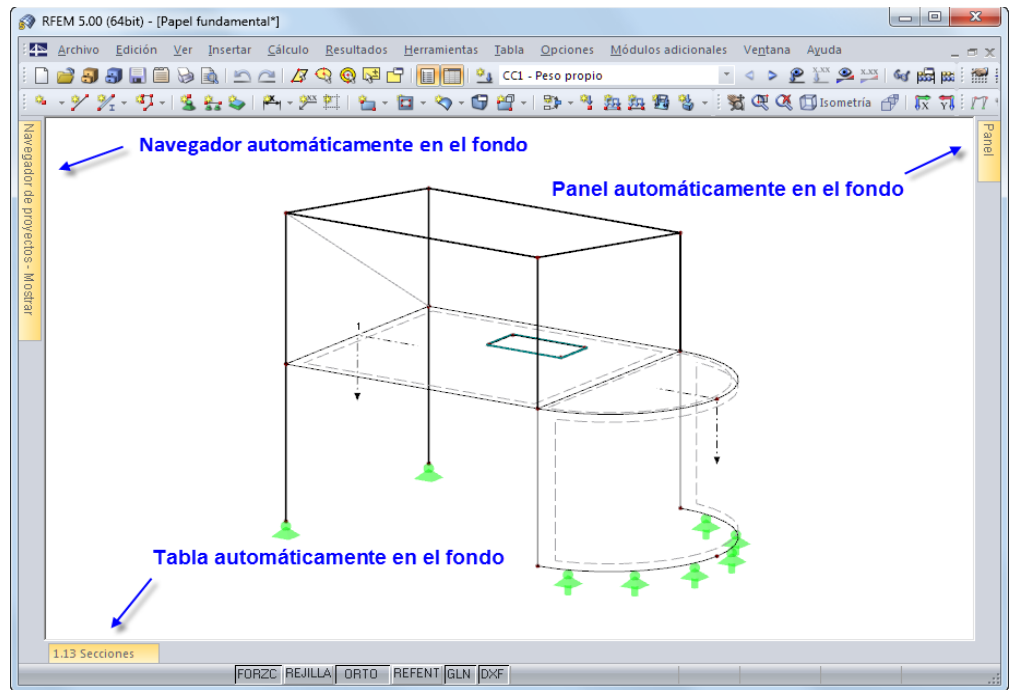 RFEM 5.00 (64bit) - [Papel fundamental*]
Archivo Edición Ver Insertar Cálculo Resultados Herramientas Tabla Opciones Módulos adicionales Ventana Ayuda
CC1 - Peso propio
x.xx
Isometría
Navegador de proyectos - Mostrar
Panel
Navegador automáticamente en el fondo
Panel automáticamente en el fondo
1
Tabla automáticamente en el fondo
1.13 Secciones
FORZC REJILLA ORTO REFENT GLN DXF